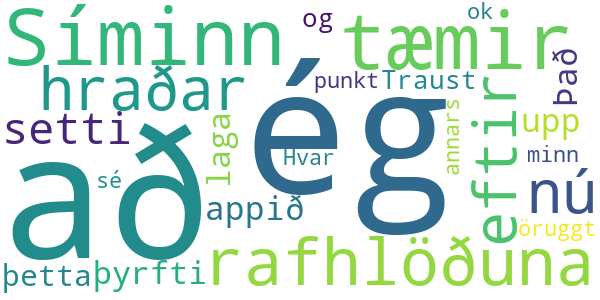 Síminn
og
ok
tæmir
hraðar
punkt
Traust
Það
setti
að
ég
eftir
annars
laga
Hvar
upp
minn
sé
appið
nú
öruggt
þetta
þyrfti
rafhlöðuna